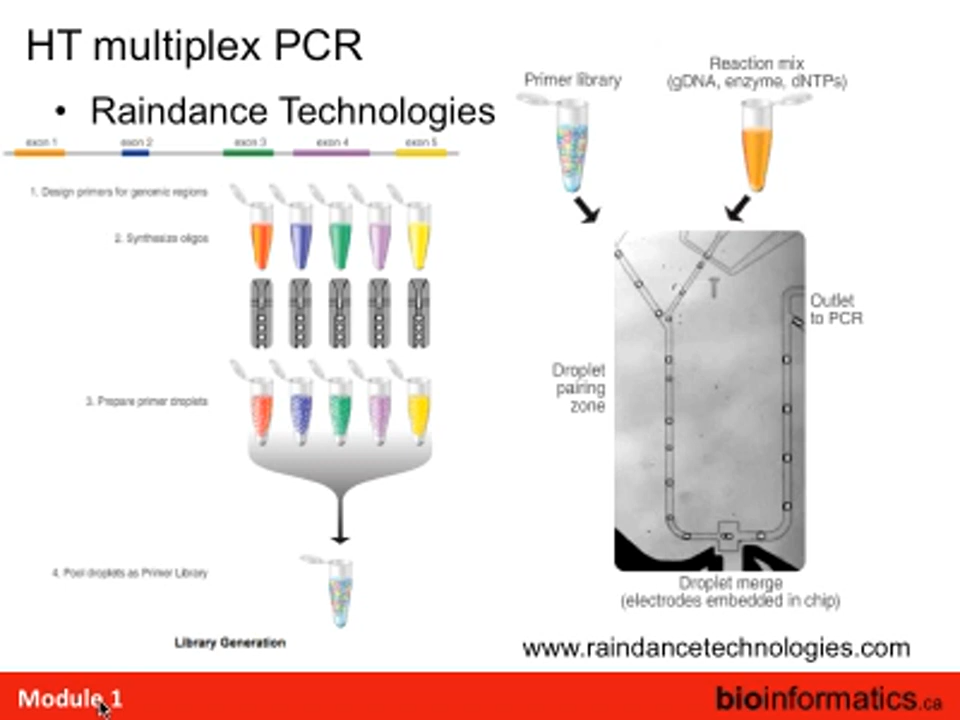 HT multiplex PCR
• Raindance Technologies
exon 1 exon 2 exon 3 exon 4 exon 5
1. Design primers for genomic regions
2. Synthesize oligos
3. Prepare primer droplets
4. Pool droplets as Primer Library
Library Generation
Primer library
Reaction mix
(gDNA, enzyme, dNTPs)
Outlet
to PCR
Droplet
pairing
zone
Droplet merge
(electrodes embedded in chip)
www.raindancetechnologies.com
Module 1
bioinformatics.ca